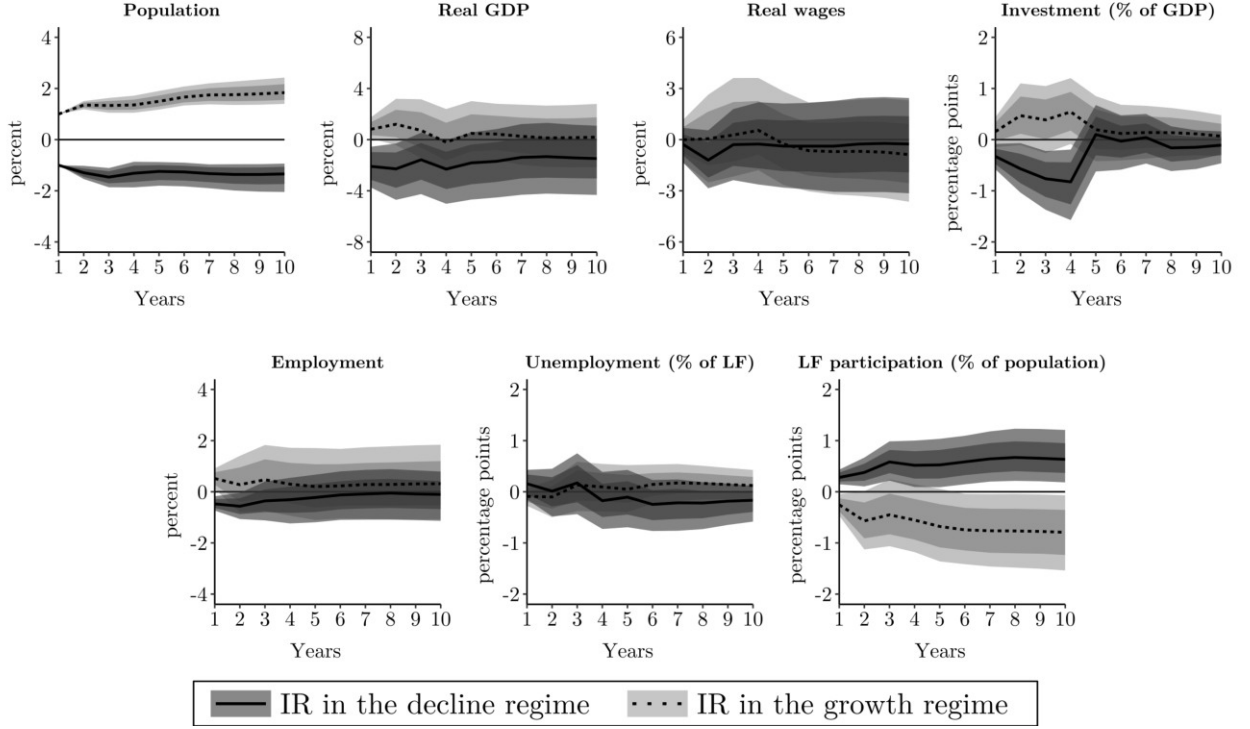 Population
Real GDP
Real wages
Investment (% of GDP)
percent
4
2
0
-2
-4
1 2 3 4 5 6 7 8 9 10
Years
percent
8
4
0
-4
-8
1 2 3 4 5 6 7 8 9 10
Years
percent
6
3
0
-3
-6
1 2 3 4 5 6 7 8 9 10
Years
percentage points
2
1
0
-1
-2
1 2 3 4 5 6 7 8 9 10
Years
Employment
Unemployment (% of LF)
LF participation (% of population)
percent
4
2
0
-2
-4
1 2 3 4 5 6 7 8 9 10
Years
percentage points
2
1
0
-1
-2
1 2 3 4 5 6 7 8 9 10
Years
percentage points
2
1
0
-1
-2
1 2 3 4 5 6 7 8 9 10
Years
IR in the decline regime
IR in the growth regime